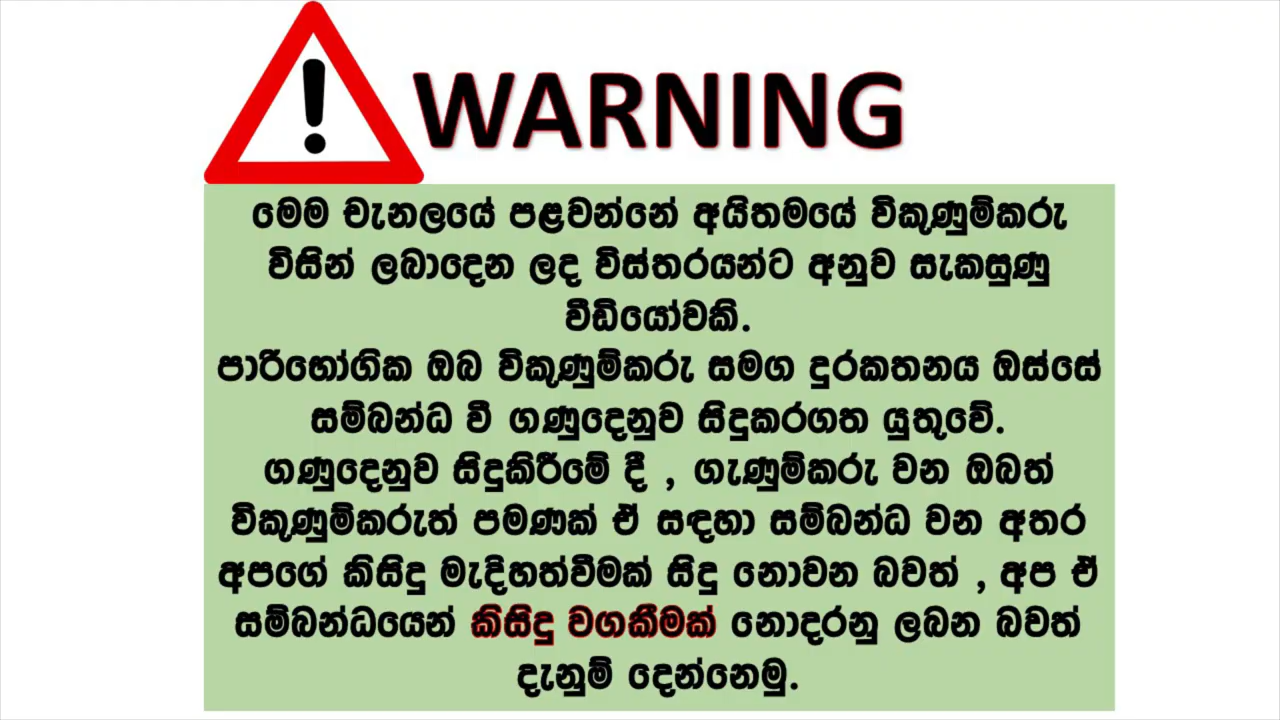 WARNING
මෙම චැනලයේ පළවන්නේ අයිතමයේ විකුණුම්කරු
විසින් ලබාදෙන ලද විස්තරයන්ට අනුව සැකසුණු
වීඩියෝවකි.
පාරිභෝගික ඔබ විකුණුම්කරු සමග දුරකතනය ඔස්සේ
සම්බන්ධ වී ගණුදෙනුව සිදුකරගත යුතුවේ.
ගණුදෙනුව සිදුකිරීමේ දී , ගැණුම්කරු වන ඔබත්
විකුණුම්කරුත් පමණක් ඒ සඳහා සම්බන්ධ වන අතර
අපගේ කිසිදු මැදිහත්වීමක් සිදු නොවන බවත් , අප ඒ
සම්බන්ධයෙන් කිසිදු වගකීමක් නොදරනු ලබන බවත්
දැනුම් දෙන්නෙමු.